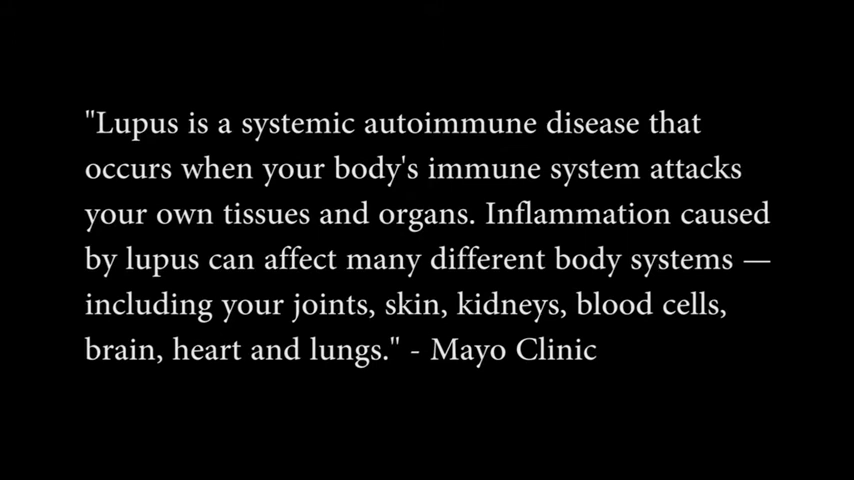 "Lupus is a systemic autoimmune disease that
occurs when your body's immune system attacks
your own tissues and organs. Inflammation caused
by lupus can affect many different body systems —
including your joints, skin, kidneys, blood cells,
brain, heart and lungs." - Mayo Clinic